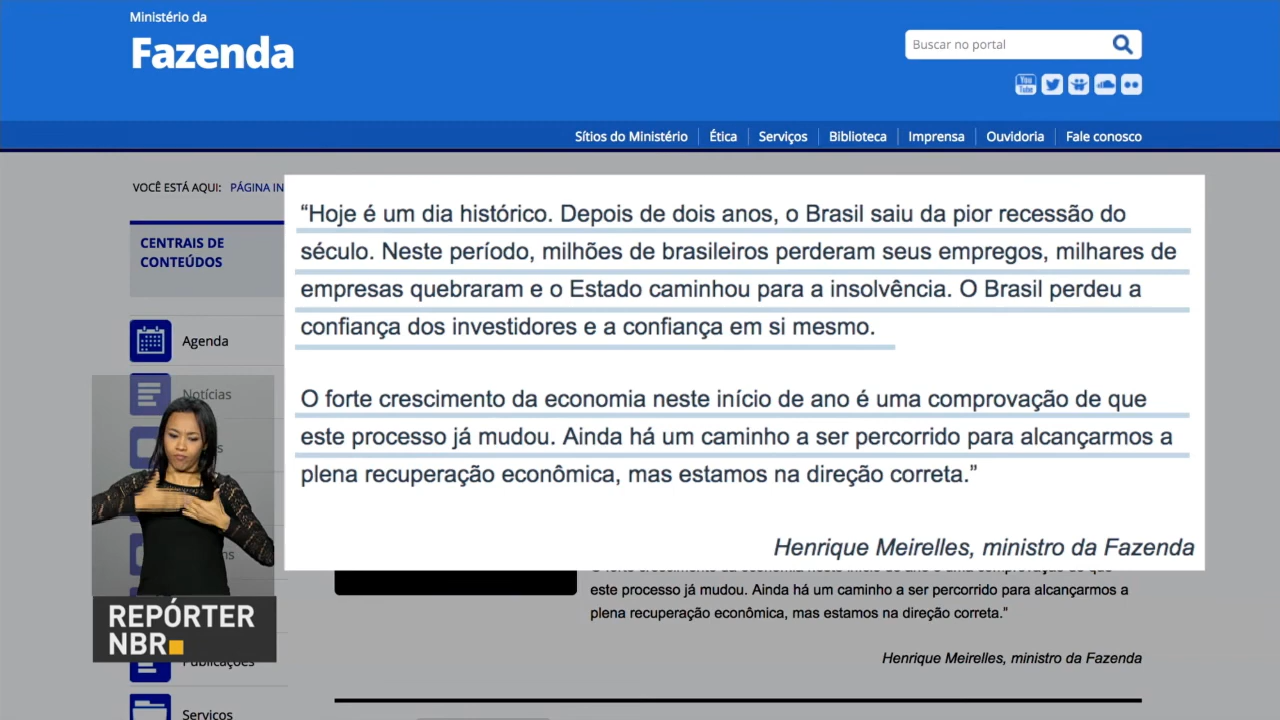 Ministério da
Fazenda
Buscar no portal
You
Tube
Sítios do Ministério
Ética
Serviços
Biblioteca
Imprensa
Ouvidoria
Fale conosco
VOCÊ ESTÁ AQUI: PÁGINA IN
CENTRAIS DE
CONTEÚDOS
Agenda
Notícias
“Hoje é um dia histórico. Depois de dois anos, o Brasil saiu da pior recessão do
século. Neste período, milhões de brasileiros perderam seus empregos, milhares de
empresas quebraram e o Estado caminhou para a insolvência. O Brasil perdeu a
confiança dos investidores e a confiança em si mesmo.
O forte crescimento da economia neste início de ano é uma comprovação de que
este processo já mudou. Ainda há um caminho a ser percorrido para alcançarmos a
plena recuperação econômica, mas estamos na direção correta.”
Henrique Meirelles, ministro da Fazenda
este processo já mudou. Ainda há um caminho a ser percorrido para alcançarmos a
plena recuperação econômica, mas estamos na direção correta."
Henrique Meirelles, ministro da Fazenda
REPÓRTER
NBR
Publicações
Serviços